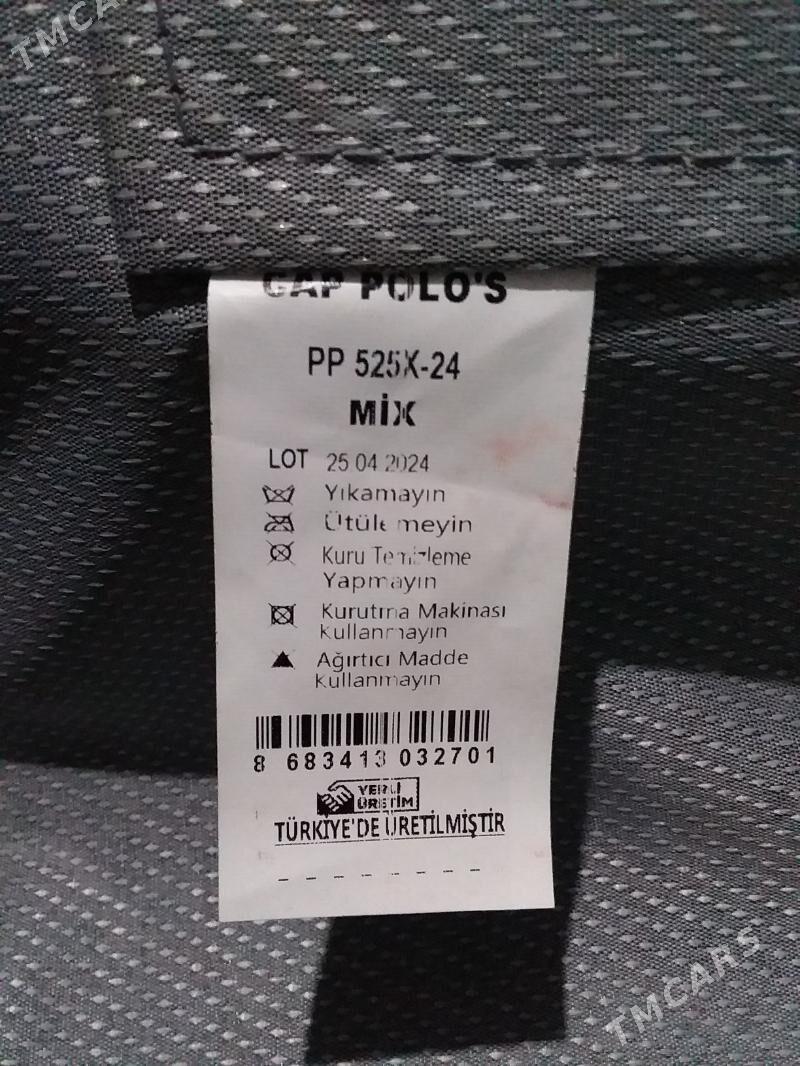 TMCARS
GAP POLO'S
PP 525X-24
MİX
LOT 25 04 2024
Yıkamayın
Ütülemeyin
Kuru Temizleme
Yapmayın
Kurutma Makinası
Kullanmayın
Ağırtıcı Madde
Kullanmayın
8 683413 032701
YERLİ
ÜRETİM
TÜRKİYE'DE ÜRETİLMİŞTİR
TMCARS